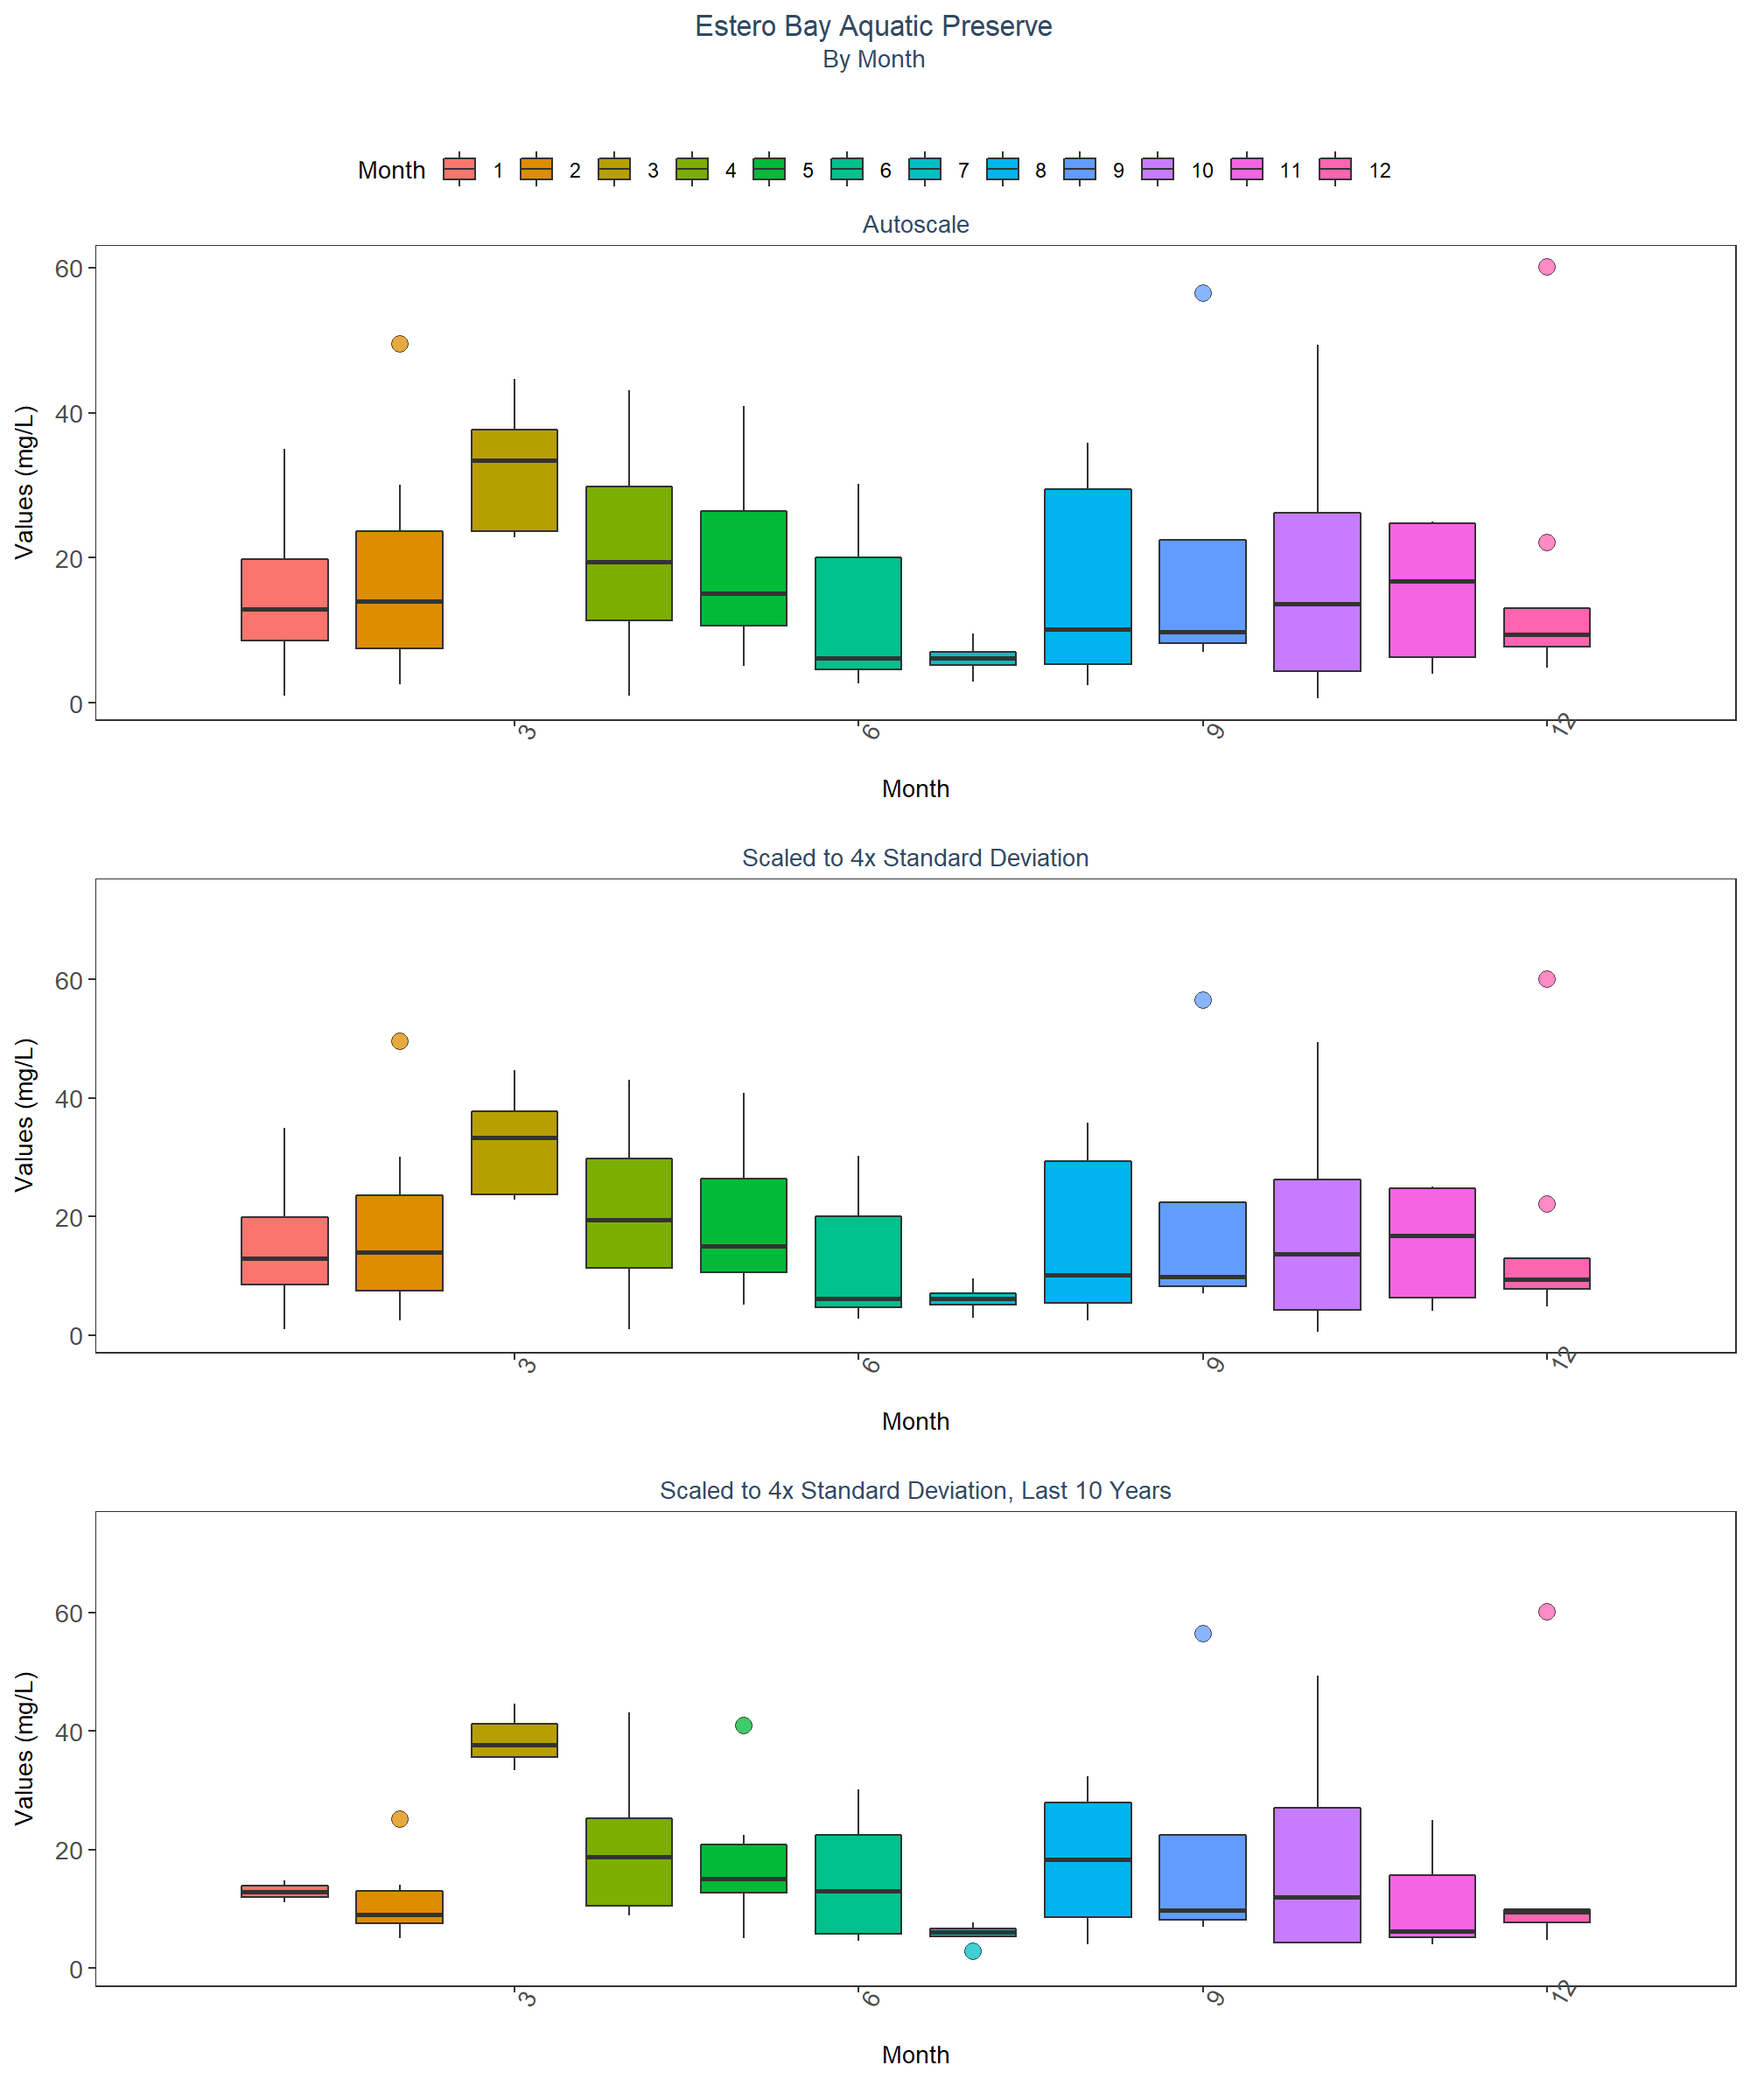 Estero Bay Aquatic Preserve
By Month
Month 1 2 3 4 5 6 7 8 9 10 11 12
Autoscale
Values (mg/L)
60
40
20
0
3 6 9 12
Month
Scaled to 4x Standard Deviation
Values (mg/L)
60
40
20
0
3 6 9 12
Month
Scaled to 4x Standard Deviation, Last 10 Years
Values (mg/L)
60
40
20
0
3 6 9 12
Month